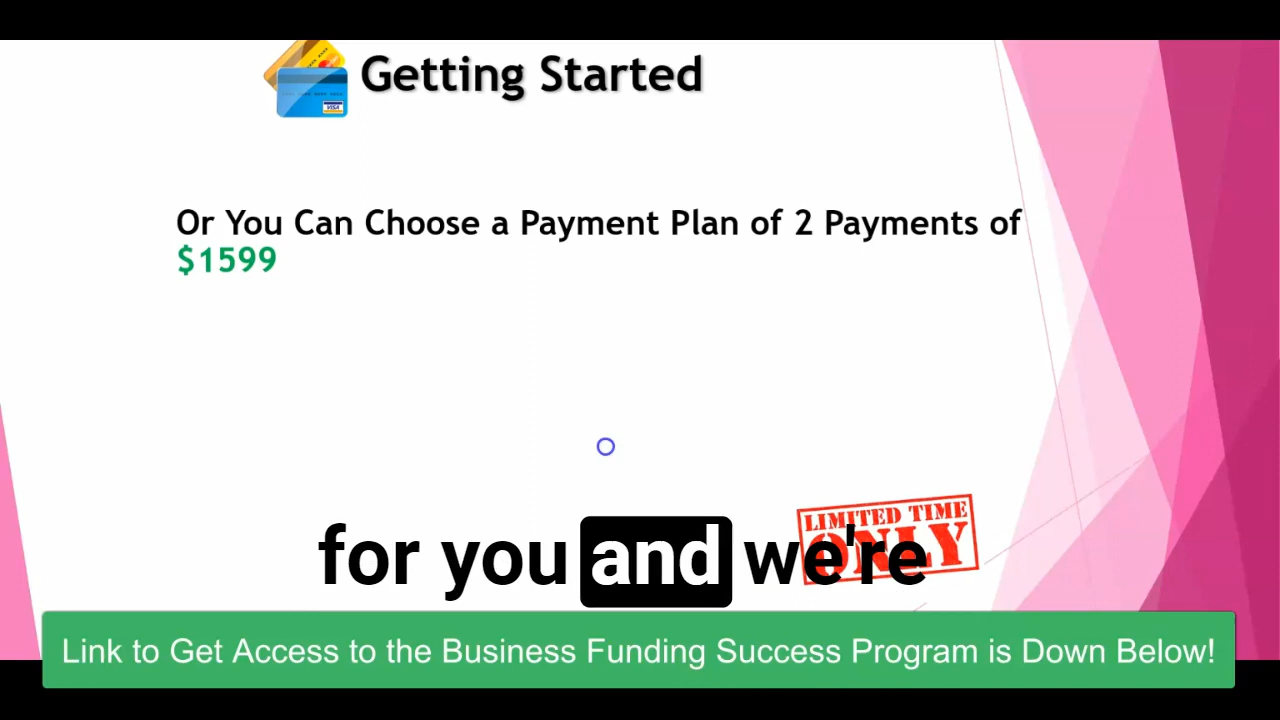 Getting Started
VISA
Or You Can Choose a Payment Plan of 2 Payments of
$1599
LIMITED TIME
ONLY
for you and we're
Link to Get Access to the Business Funding Success Program is Down Below!